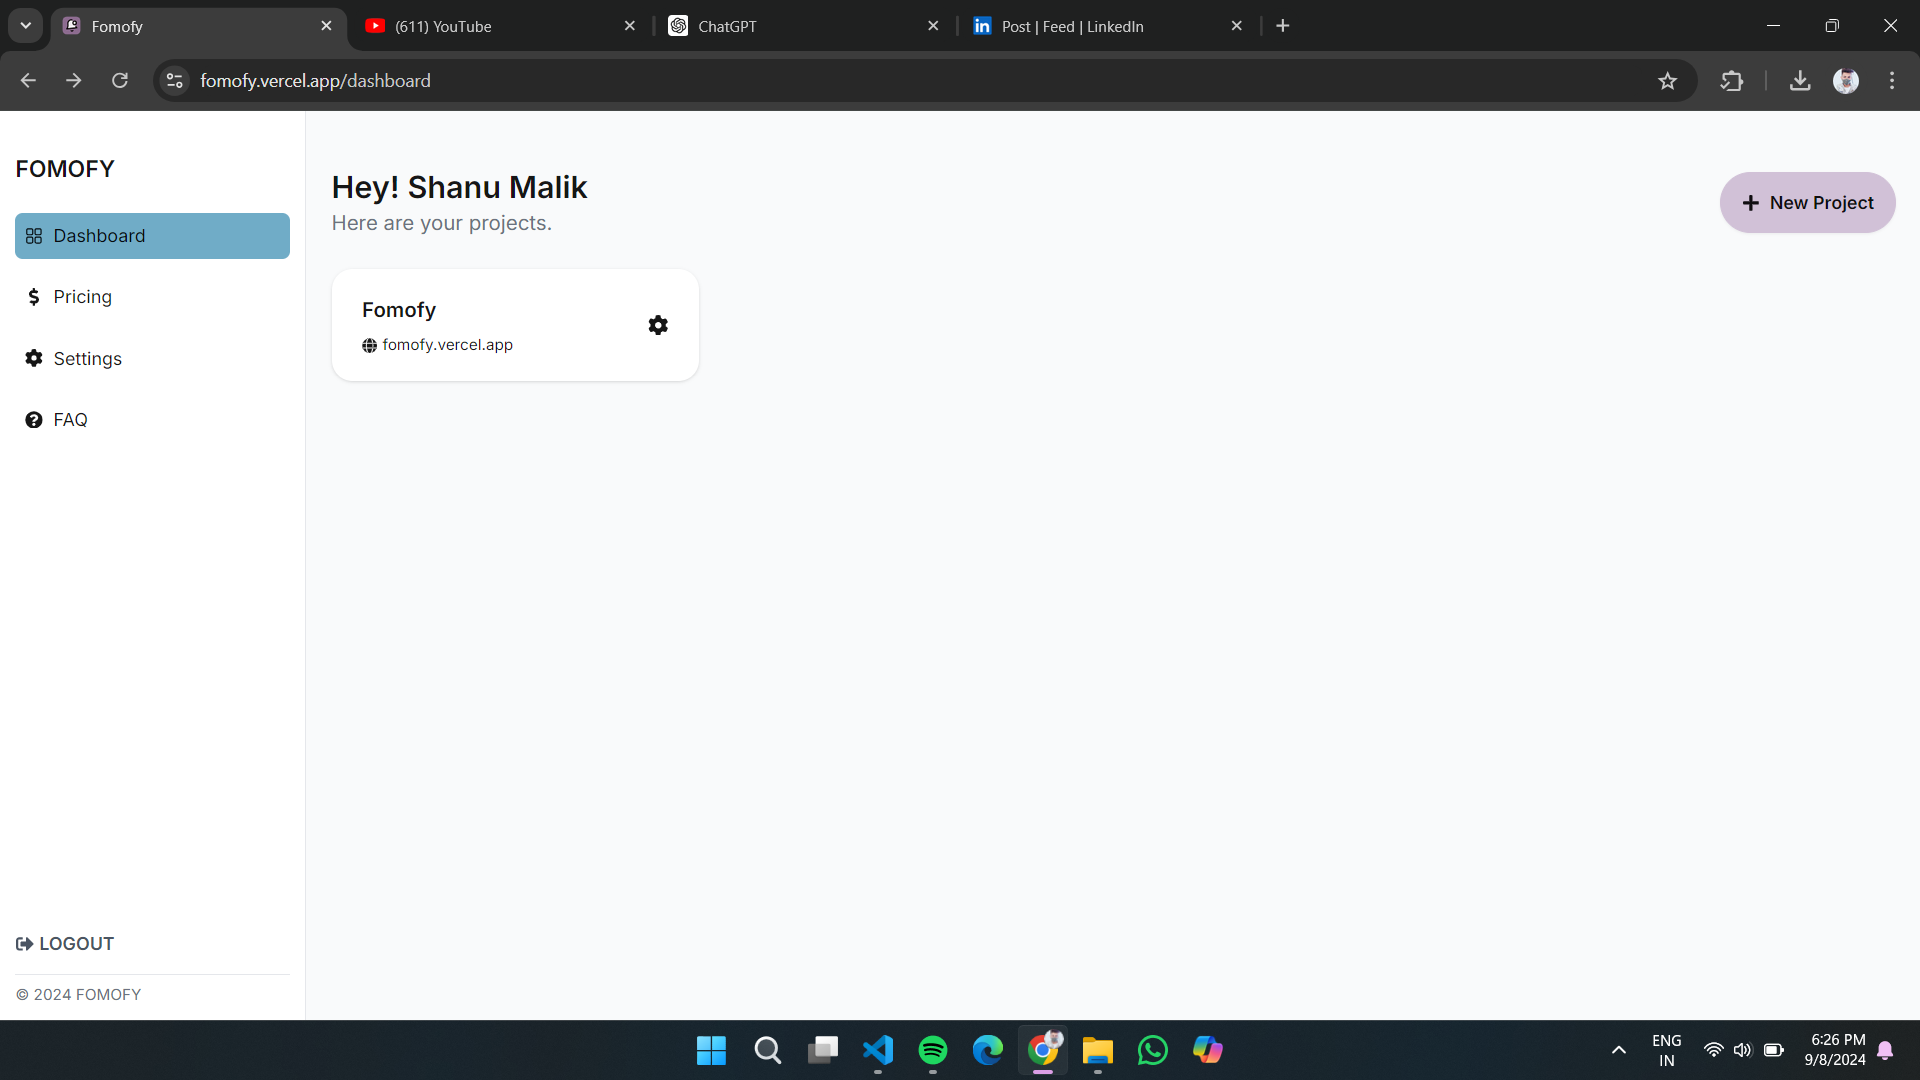 Fomofy
(611) YouTube
ChatGPT
Post | Feed | LinkedIn
fomofy.vercel.app/dashboard
FOMOFY
Dashboard
Pricing
Settings
FAQ
LOGOUT
© 2024 FOMOFY
Hey! Shanu Malik
Here are your projects.
New Project
Fomofy
fomofy.vercel.app
ENG
IN
6:26 PM
9/8/2024